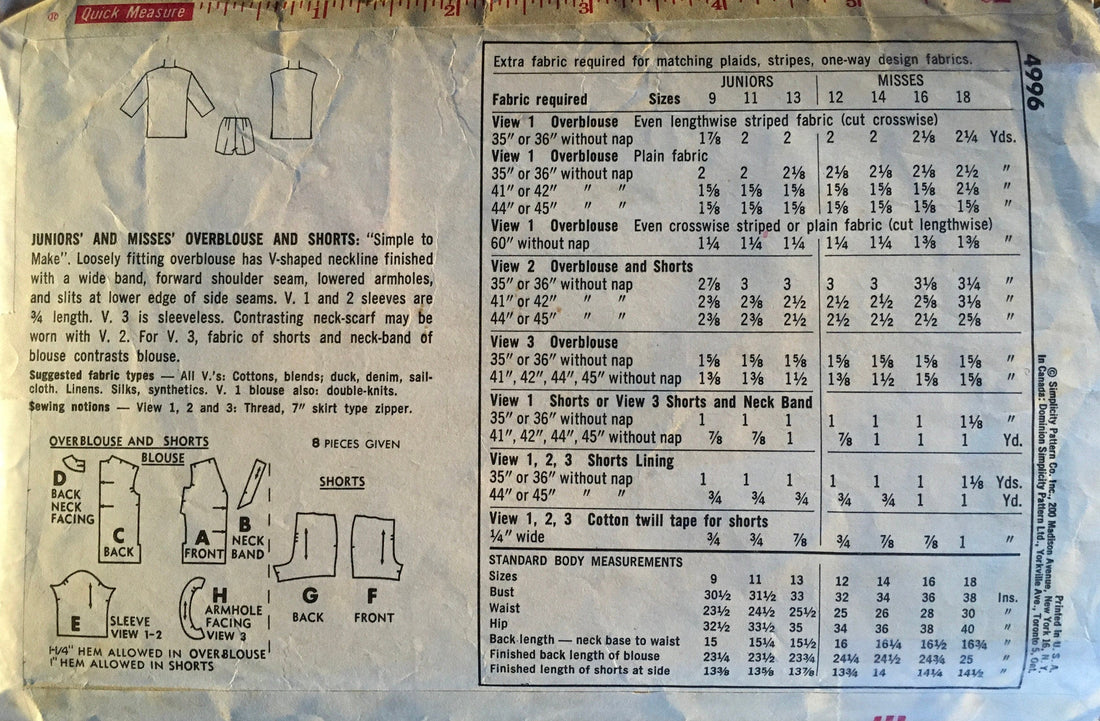 Quick Measure 1 2 3 4 5
JUNIORS' AND MISSES' OVERBLOUSE AND SHORTS: "Simple to
Make". Loosely fitting overblouse has V-shaped neckline finished
with a wide band, forward shoulder seam, lowered armholes,
and slits at lower edge of side seams. V. 1 and 2 sleeves are
¾ length. V. 3 is sleeveless. Contrasting neck-scarf may be
worn with V. 2. For V. 3, fabric of shorts and neck-band of
blouse contrasts blouse.
Suggested fabric types — All V.'s: Cottons, blends; duck, denim, sail-
cloth. Linens. Silks, synthetics. V. 1 blouse also: double-knits.
Sewing notions — View 1, 2 and 3: Thread, 7" skirt type zipper.
OVERBLOUSE AND SHORTS 8 PIECES GIVEN
BLOUSE
SHORTS
D
BACK
NECK
FACING
C
BACK
A
FRONT
B
NECK
BAND
E
SLEEVE
VIEW 1-2
H
ARMHOLE
FACING
VIEW 3
G
BACK
F
FRONT
1-1/4" HEM ALLOWED IN OVERBLOUSE
1" HEM ALLOWED IN SHORTS
Extra fabric required for matching plaids, stripes, one-way design fabrics.
JUNIORS MISSES
Fabric required Sizes 9 11 13 12 14 16 18
View 1 Overblouse Even lengthwise striped fabric (cut crosswise)
35" or 36" without nap 1⅞ 2 2 2 2 2⅛ 2¼ Yds.
View 1 Overblouse Plain fabric
35" or 36" without nap 2 2 2⅛ 2⅛ 2⅛ 2⅛ 2½ "
41" or 42" " " 1⅝ 1⅝ 1⅝ 1⅝ 1⅝ 1⅝ 2⅛ "
44" or 45" " " 1⅝ 1⅝ 1⅝ 1⅝ 1⅝ 1⅝ 1⅝ "
View 1 Overblouse Even crosswise striped or plain fabric (cut lengthwise)
60" without nap 1¼ 1¼ 1¼ 1¼ 1¼ 1⅜ 1⅜ "
View 2 Overblouse and Shorts
35" or 36" without nap 2⅞ 3 3 3 3 3⅛ 3¼ "
41" or 42" " " 2⅜ 2⅜ 2½ 2½ 2½ 2⅝ 3⅛ "
44" or 45" " " 2⅜ 2⅜ 2½ 2½ 2½ 2½ 2⅝ "
View 3 Overblouse
35" or 36" without nap 1⅝ 1⅝ 1⅝ 1⅝ 1⅝ 1⅝ 1⅝ "
41", 42", 44", 45" without nap 1⅜ 1⅜ 1½ 1⅜ 1½ 1⅝ 1⅝ "
View 1 Shorts or View 3 Shorts and Neck Band
35" or 36" without nap 1 1 1 1 1 1 1⅛ "
41", 42", 44", 45" without nap ⅞ ⅞ 1 ⅞ 1 1 1 Yd.
View 1, 2, 3 Shorts Lining
35" or 36" without nap 1 1 1 1 1 1 1⅛ Yds.
44" or 45" " " ¾ ¾ ¾ ¾ ¾ 1 1 Yd.
View 1, 2, 3 Cotton twill tape for shorts
¼" wide ¾ ¾ ⅞ ¾ ⅞ ⅞ 1 "
STANDARD BODY MEASUREMENTS
Sizes 9 11 13 12 14 16 18
Bust 30½ 31½ 33 32 34 36 38 Ins.
Waist 23½ 24½ 25½ 25 26 28 30 "
Hip 32½ 33½ 35 34 36 38 40 "
Back length — neck base to waist 15 15¼ 15½ 16 16¼ 16½ 16¾ "
Finished back length of blouse 23¼ 23½ 23¾ 24¼ 24½ 24¾ 25 "
Finished length of shorts at side 13⅜ 13⅝ 13⅞ 13¾ 14 14¼ 14½ "
4996
© Simplicity Pattern Co. Inc., 200 Madison Avenue, New York 16, N.Y.
In Canada: Dominion Simplicity Pattern Ltd., Yorkville Ave., Toronto 5, Ont.
Printed in U.S.A.